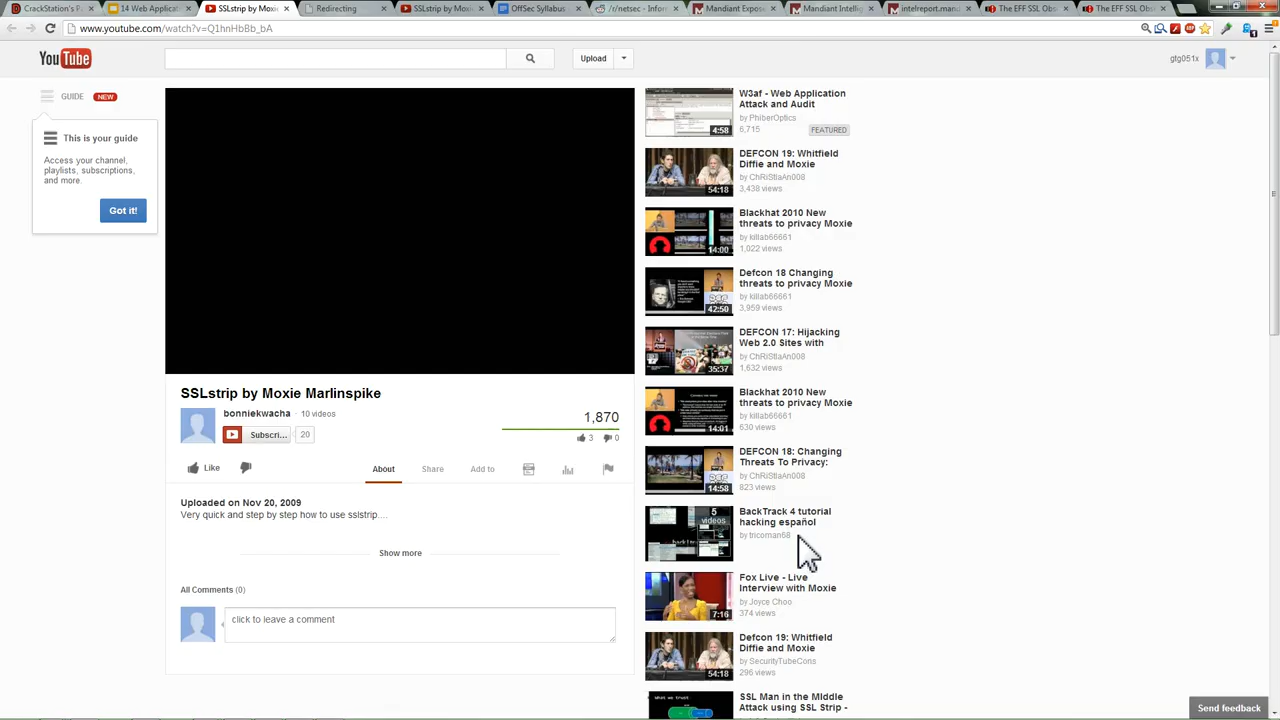 CrackStation's Pa
14 Web Applicati
SSLstrip by Moxie
Redirecting
SSLstrip by Moxi
OffSec Syllabus
/r/netsec - Inform
Mandiant Expose
Mandiant Intellig
intelreport.mand
The EFF SSL Obs
The EFF SSL Obs
www.youtube.com/watch?v=Q1hnHbBb_bA
YouTube
Upload
gtg051x
GUIDE
NEW
This is your guide
Access your channel,
playlists, subscriptions,
and more.
Got it!
SSLstrip by Moxie Marlinspike
bonniekwacha · 10 videos
Subscri...
20
1,870
3
0
Like
About
Share
Add to
Uploaded on Nov 20, 2009
Very quick and step by step how to use sslstrip....
Show more
All Comments (0)
click to leave a comment
4:58
W3af - Web Application
Attack and Audit
by PhiberOptics
6,715
FEATURED
54:18
DEFCON 19: Whitfield
Diffie and Moxie
by ChRiStIaAn008
3,438 views
14:00
Blackhat 2010 New
threats to privacy Moxie
by killab66661
1,022 views
42:50
Defcon 18 Changing
threats to privacy Moxie
by killab66661
3,959 views
35:37
DEFCON 17: Hijacking
Web 2.0 Sites with
by ChRiStIaAn008
1,632 views
14:01
Blackhat 2010 New
threats to privacy Moxie
by killab66661
630 views
14:58
DEFCON 18: Changing
Threats To Privacy:
by ChRiStIaAn008
823 views
5
videos
BackTrack 4 tutorial
hacking español
by tricoman68
7:16
Fox Live - Live
Interview with Moxie
by Joyce Choo
374 views
54:18
Defcon 19: Whitfield
Diffie and Moxie
by SecurityTubeCons
296 views
SSL Man in the Middle
Attack using SSL Strip -
Send feedback